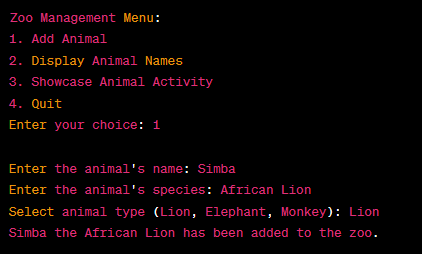 Zoo Management Menu:
1. Add Animal
2. Display Animal Names
3. Showcase Animal Activity
4. Quit
Enter your choice: 1
Enter the animal's name: Simba
Enter the animal's species: African Lion
Select animal type (Lion, Elephant, Monkey): Lion
Simba the African Lion has been added to the zoo.